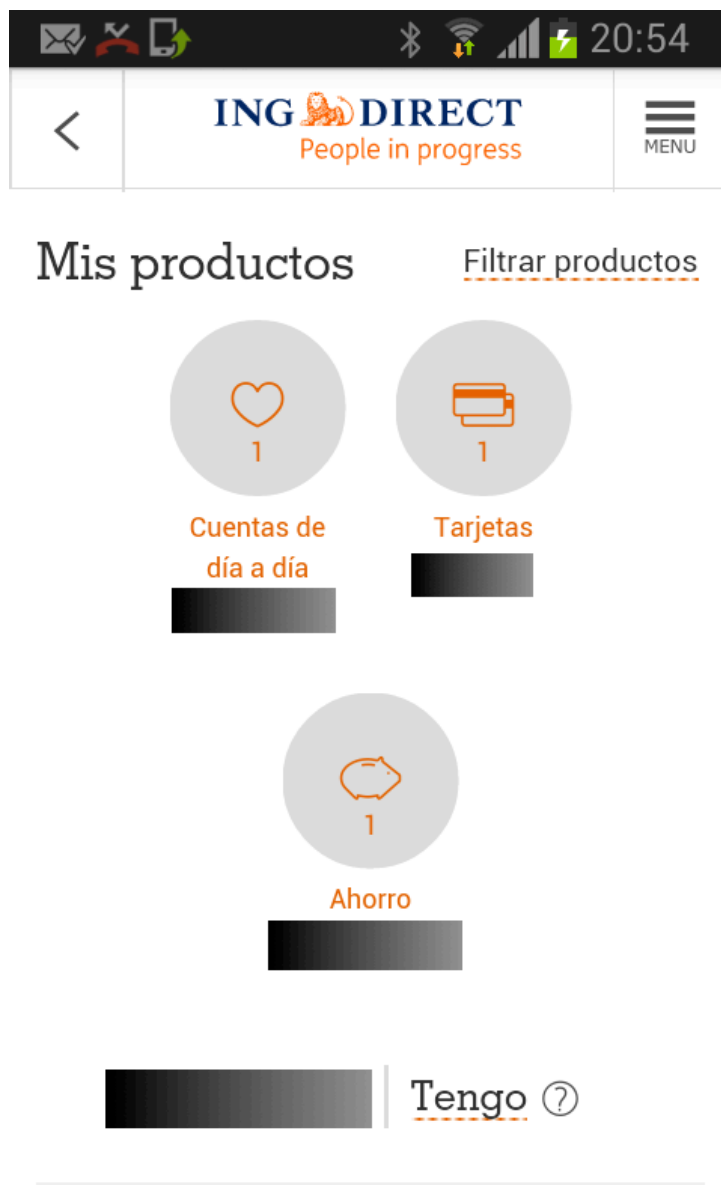 20:54
ING DIRECT
People in progress
MENU
Mis productos
Filtrar productos
1
1
Cuentas de
día a día
Tarjetas
1
Ahorro
Tengo ?